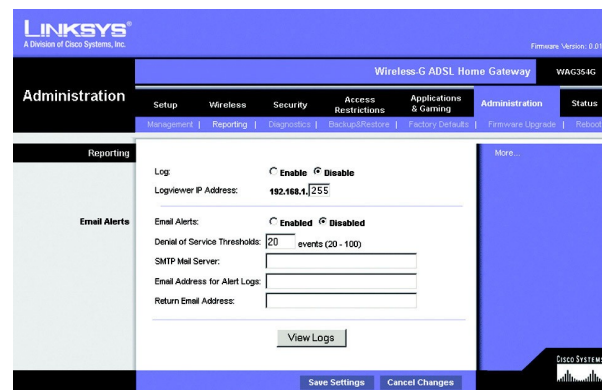 LINKSYS®
A Division of Cisco Systems, Inc.
Firmware Version: 0.01
Wireless-G ADSL Home Gateway WAG354G
Administration
Setup Wireless Security Access Restrictions Applications & Gaming Administration Status
Management | Reporting | Diagnostics | Backup&Restore | Factory Defaults | Firmware Upgrade | Reboot
Reporting
More...
Log: Enable Disable
Logviewer IP Address: 192.168.1. 255
Email Alerts
Email Alerts: Enabled Disabled
Denial of Service Thresholds: 20 events (20 - 100)
SMTP Mail Server:
Email Address for Alert Logs:
Return Email Address:
View Logs
CISCO SYSTEMS
Save Settings Cancel Changes